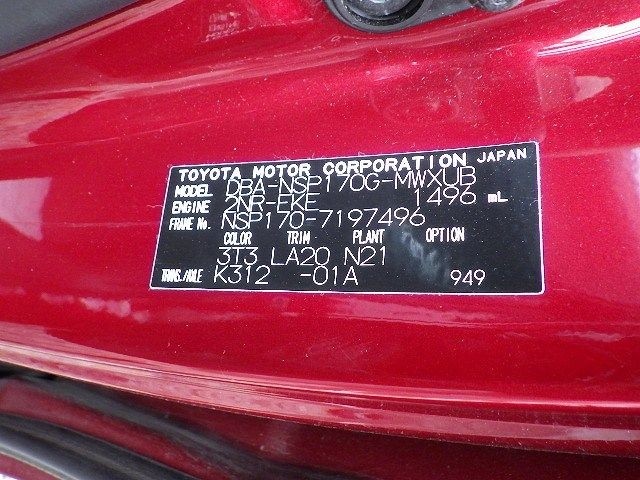 TOYOTA MOTOR CORPORATION JAPAN
MODEL DBA-NSP170G-MWXUB
ENGINE 2NR-FKE 1496 mL
FRAME No. NSP170-7197496
COLOR TRIM PLANT OPTION
3T3 LA20 N21
TRANS./AXLE K312 -01A 949